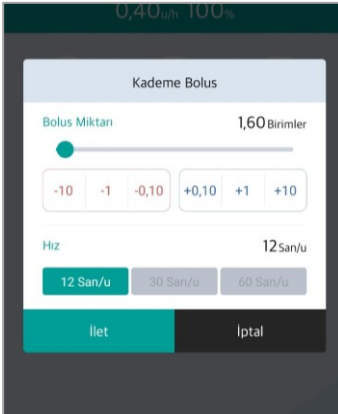 0,40u/h 100%
Kademe Bolus
Bolus Miktarı 1,60 Birimler
-10 -1 -0,10 +0,10 +1 +10
Hız 12 San/u
12 San/u 30 San/u 60 San/u
İlet İptal